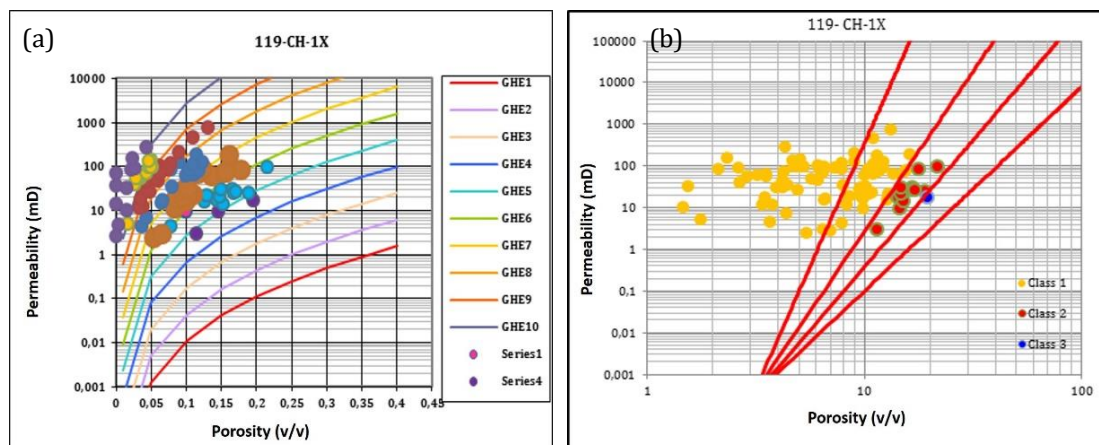 (a)
119-CH-1X
Permeability (mD)
10000
1000
100
10
1
0,1
0,01
0,001
0 0,05 0,1 0,15 0,2 0,25 0,3 0,35 0,4 0,45
Porosity (v/v)
GHE1
GHE2
GHE3
GHE4
GHE5
GHE6
GHE7
GHE8
GHE9
GHE10
Series1
Series4
(b)
119- CH-1X
Permeability (mD)
100000
10000
1000
100
10
1
0,1
0,01
0,001
1 10 100
Porosity (v/v)
Class 1
Class 2
Class 3